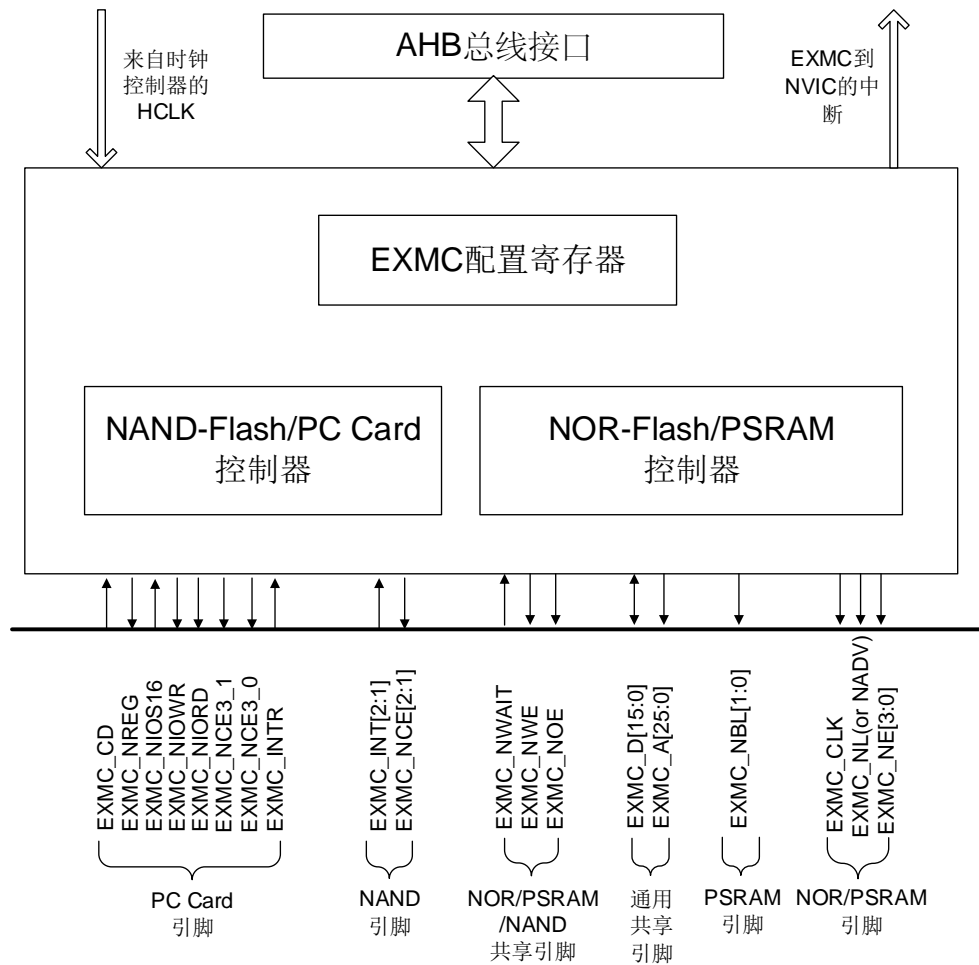 AHB总线接口
来自时钟
控制器的
HCLK
EXMC到
NVIC的中
断
EXMC配置寄存器
NAND-Flash/PC Card
控制器
NOR-Flash/PSRAM
控制器
EXMC_CD
EXMC_NREG
EXMC_NIOS16
EXMC_NIOWR
EXMC_NIORD
EXMC_NCE3_1
EXMC_NCE3_0
EXMC_INTR
EXMC_INT[2:1]
EXMC_NCE[2:1]
EXMC_NWAIT
EXMC_NWE
EXMC_NOE
EXMC_D[15:0]
EXMC_A[25:0]
EXMC_NBL[1:0]
EXMC_CLK
EXMC_NL(or NADV)
EXMC_NE[3:0]
PC Card
引脚
NAND
引脚
NOR/PSRAM
/NAND
共享引脚
通用
共享
引脚
PSRAM
引脚
NOR/PSRAM
引脚